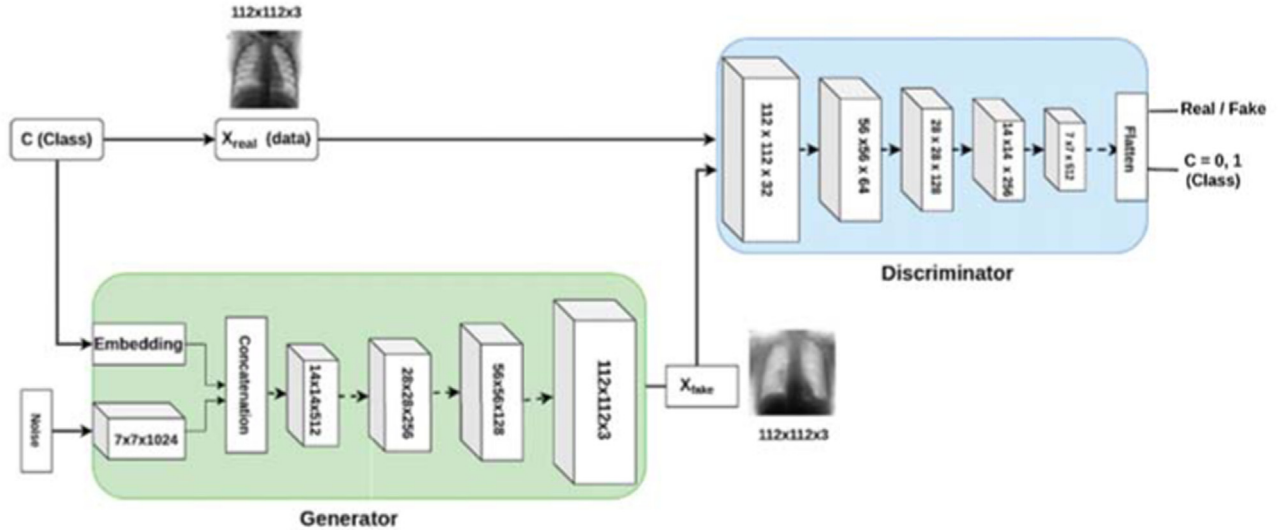 112x112x3
C (Class)
Xreal (data)
112 x 112 x 32
56 x56 x 64
28 x 28 x 128
14 x14 x 256
7 x7 x 512
Flatten
Real / Fake
C = 0, 1
(Class)
Discriminator
Embedding
Noise
7x7x1024
Concatenation
14x14x512
28x28x256
56x56x128
112x112x3
Xfake
112x112x3
Generator